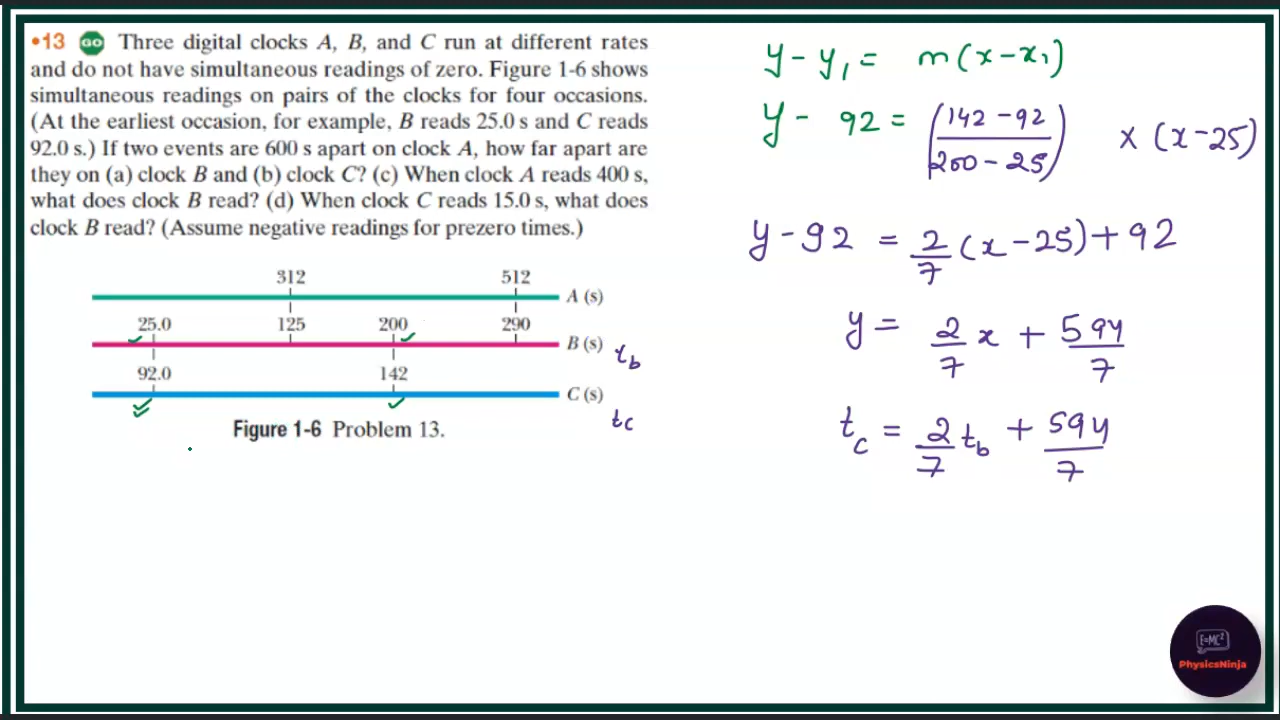 •13 GO Three digital clocks A, B, and C run at different rates
and do not have simultaneous readings of zero. Figure 1-6 shows
simultaneous readings on pairs of the clocks for four occasions.
(At the earliest occasion, for example, B reads 25.0 s and C reads
92.0 s.) If two events are 600 s apart on clock A, how far apart are
they on (a) clock B and (b) clock C? (c) When clock A reads 400 s,
what does clock B read? (d) When clock C reads 15.0 s, what does
clock B read? (Assume negative readings for prezero times.)
312 512
A (s)
25.0 125 200 290
B (s) t_b
92.0 142
C (s)
t_c
Figure 1-6 Problem 13.
y - y₁ = m(x-x₁)
y - 92 = (142-92 / 200-25) × (x-25)
y - 92 = 2/7 (x-25) + 92
y = 2/7 x + 594/7
t_c = 2/7 t_b + 594/7
E=MC²
PhysicsNinja